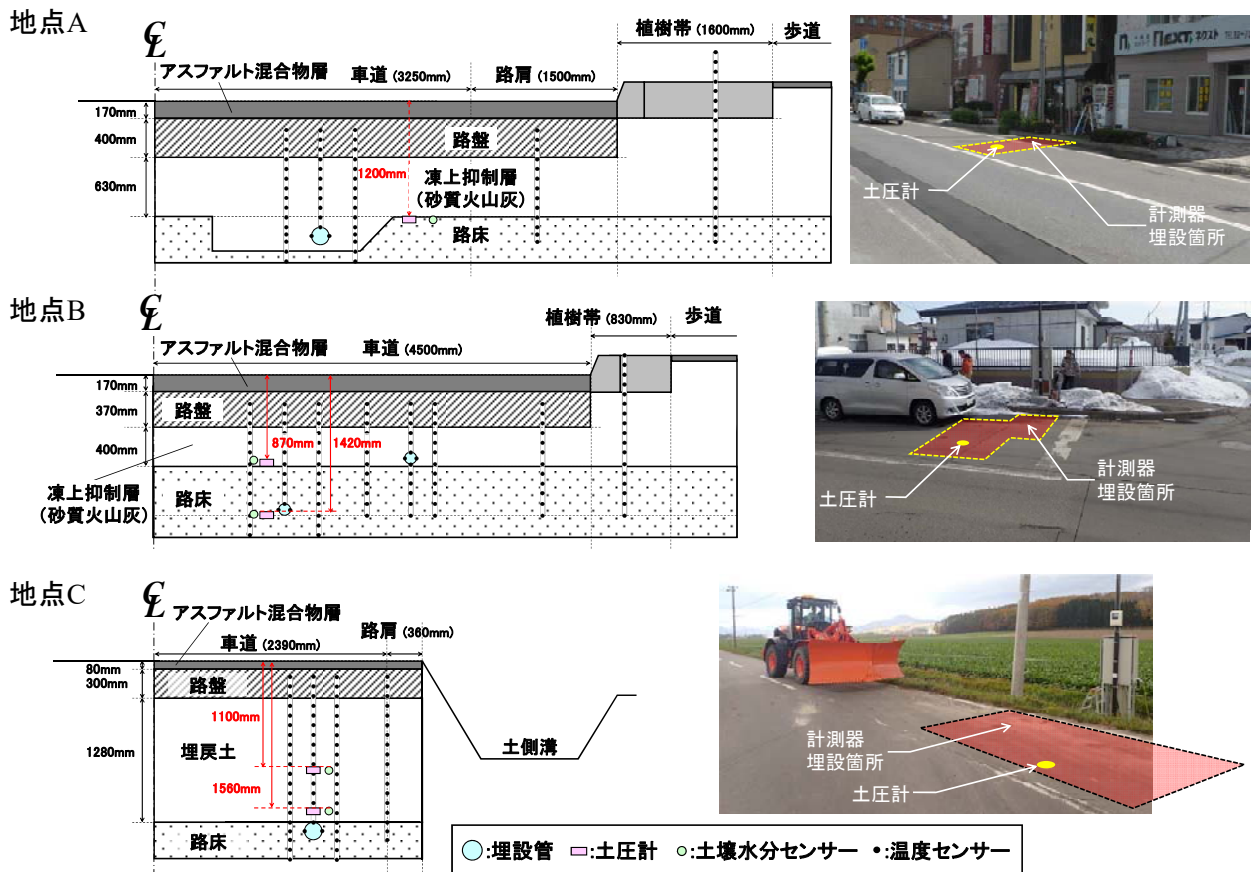 地点A
℄
アスファルト混合物層
車道 (3250mm)
路肩 (1500mm)
植樹帯 (1600mm)
歩道
170mm
400mm
630mm
路盤
1200mm
凍上抑制層
(砂質火山灰)
路床
土圧計
計測器
埋設箇所
地点B
℄
アスファルト混合物層
車道 (4500mm)
植樹帯 (830mm)
歩道
170mm
370mm
400mm
路盤
870mm
1420mm
凍上抑制層
(砂質火山灰)
路床
土圧計
計測器
埋設箇所
地点C
℄
アスファルト混合物層
車道 (2390mm)
路肩 (360mm)
80mm
300mm
1280mm
路盤
1100mm
埋戻土
1560mm
路床
土側溝
計測器
埋設箇所
土圧計
:埋設管 :土圧計 :土壌水分センサー :温度センサー